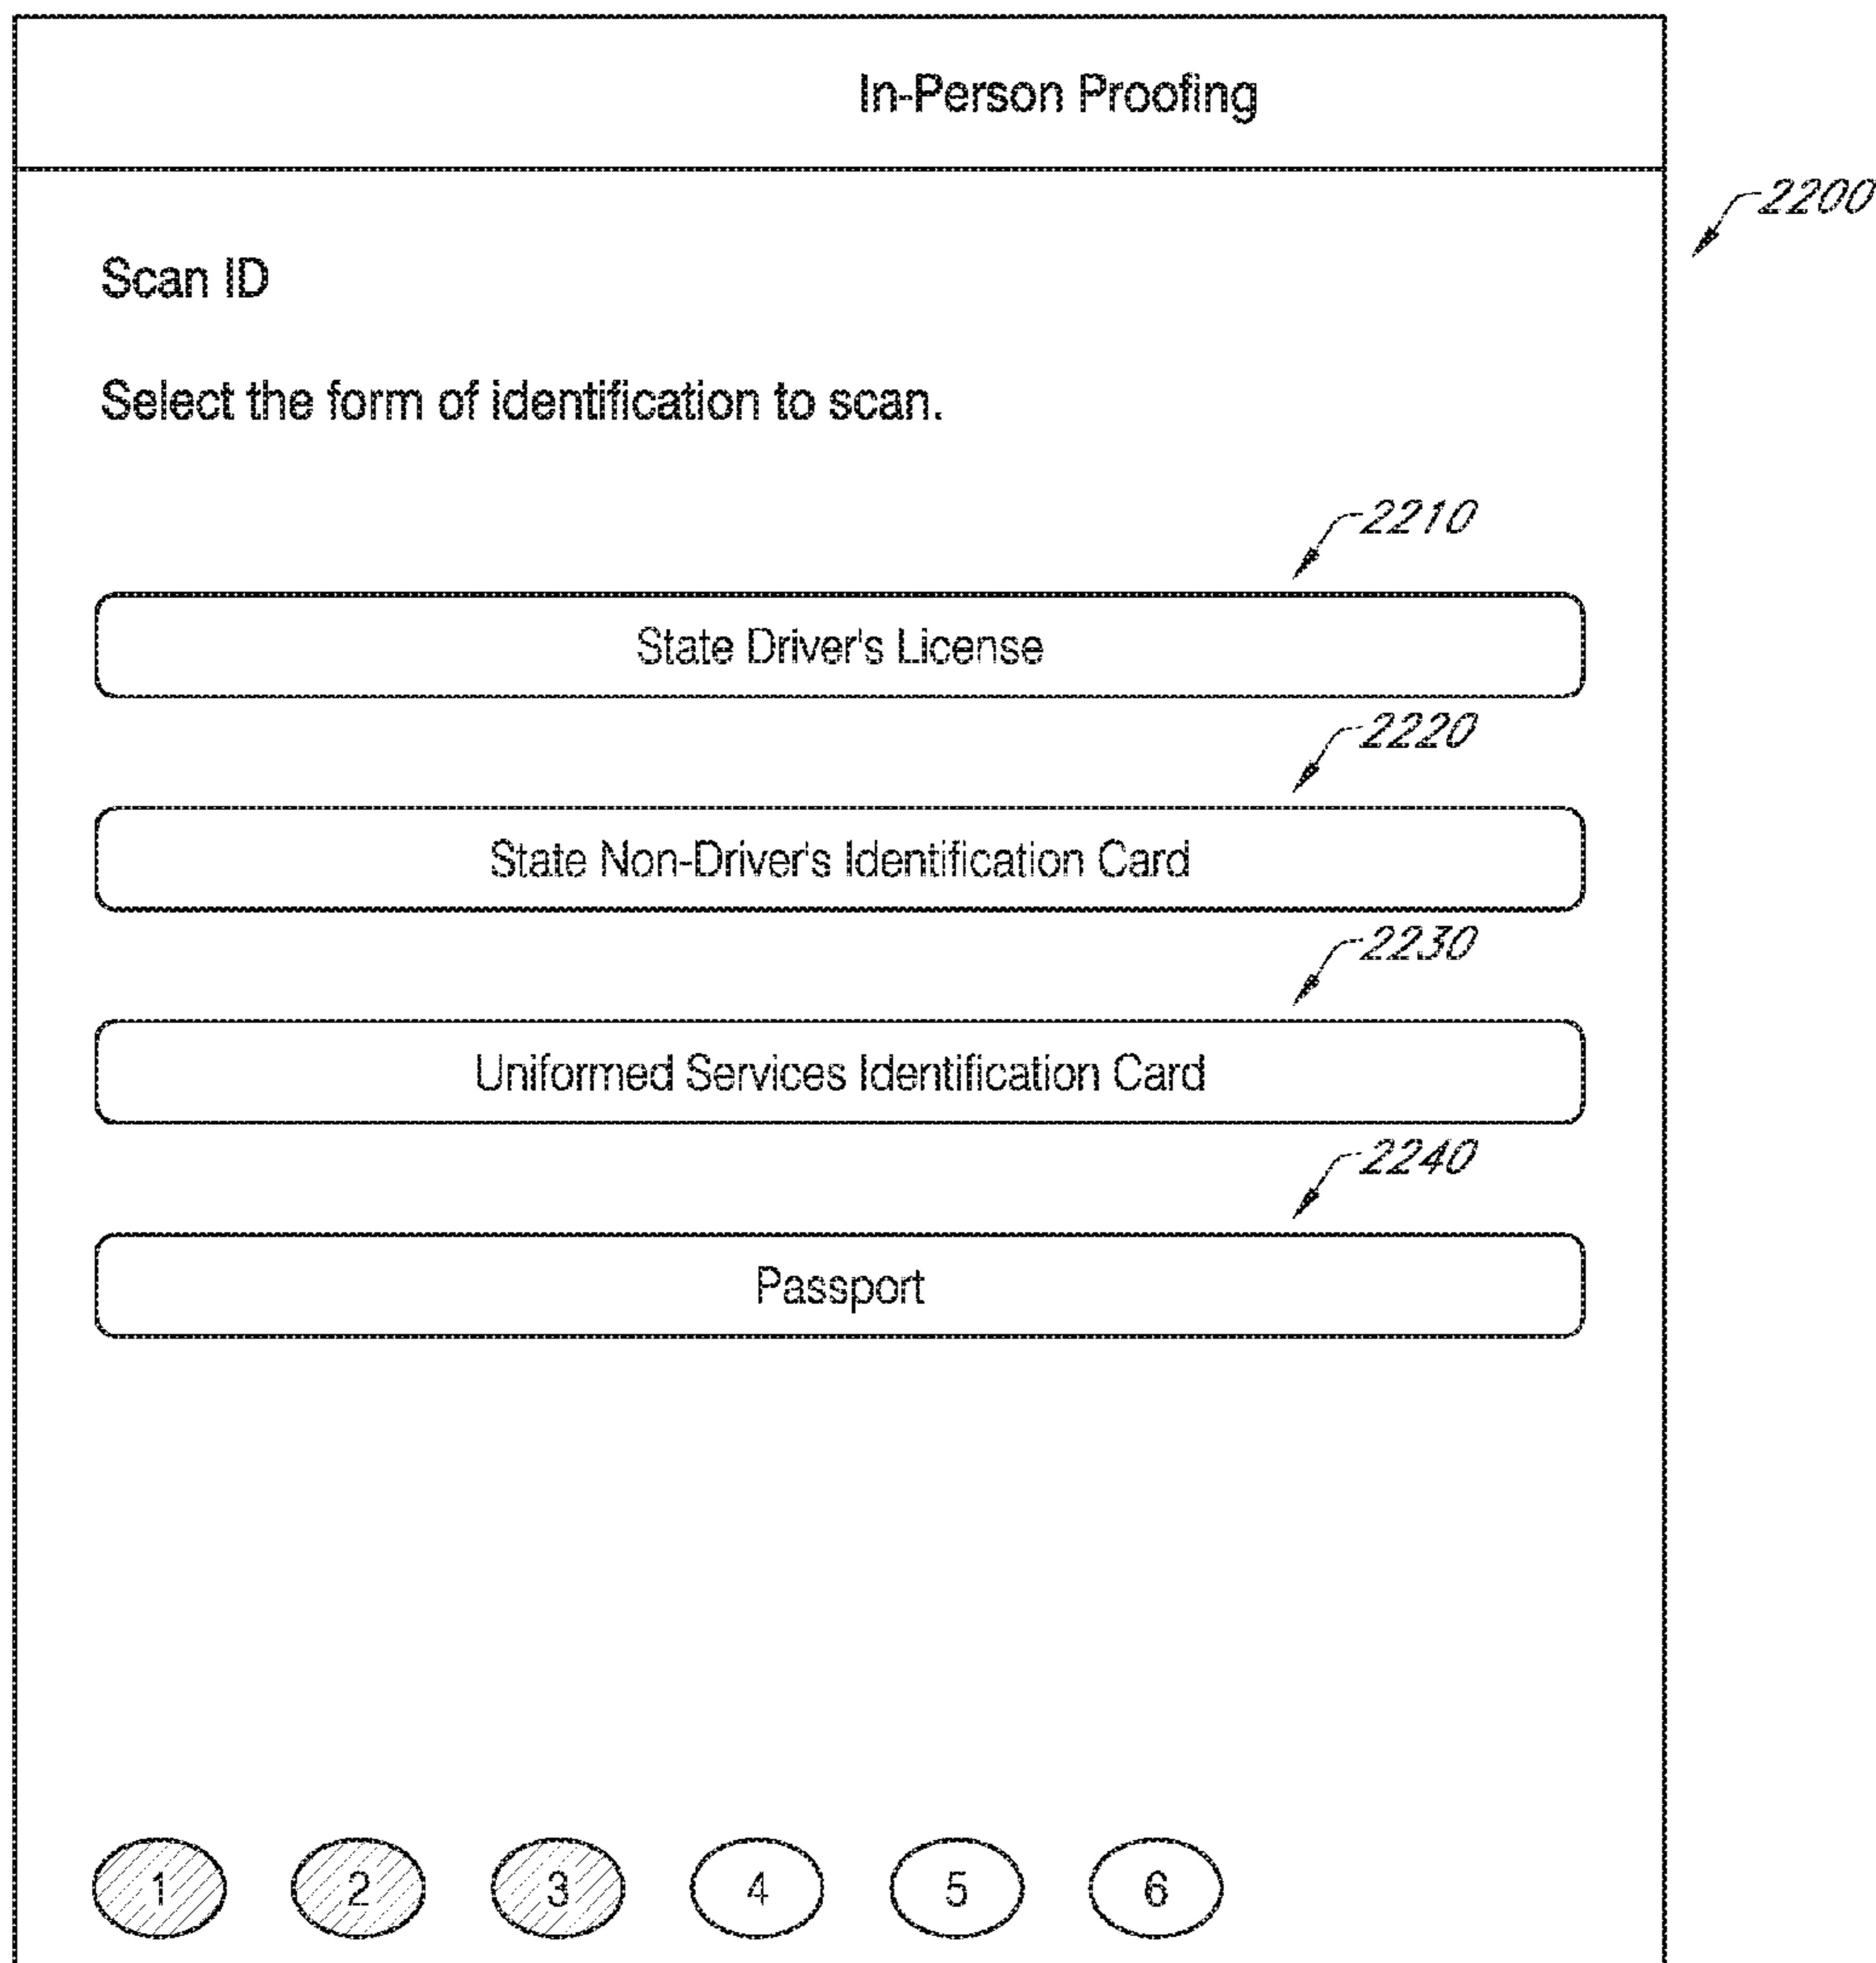 In-Person Proofing
2200
Scan ID
Select the form of identification to scan.
2210
State Driver's License
2220
State Non-Driver's Identification Card
2230
Uniformed Services Identification Card
2240
Passport
1 2 3 4 5 6